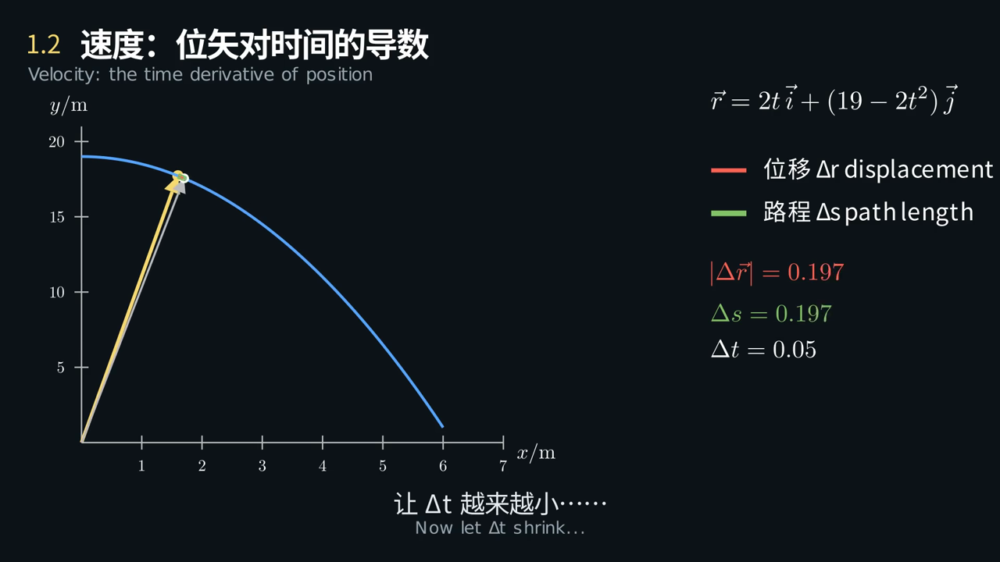 1.2 速度：位矢对时间的导数
Velocity: the time derivative of position
y/m
20
15
10
5
1 2 3 4 5 6 7
x/m
r⃗ = 2t i⃗ + (19 − 2t²) j⃗
位移 Δr displacement
路程 Δs path length
|Δr⃗| = 0.197
Δs = 0.197
Δt = 0.05
让 Δt 越来越小……
Now let Δt shrink...